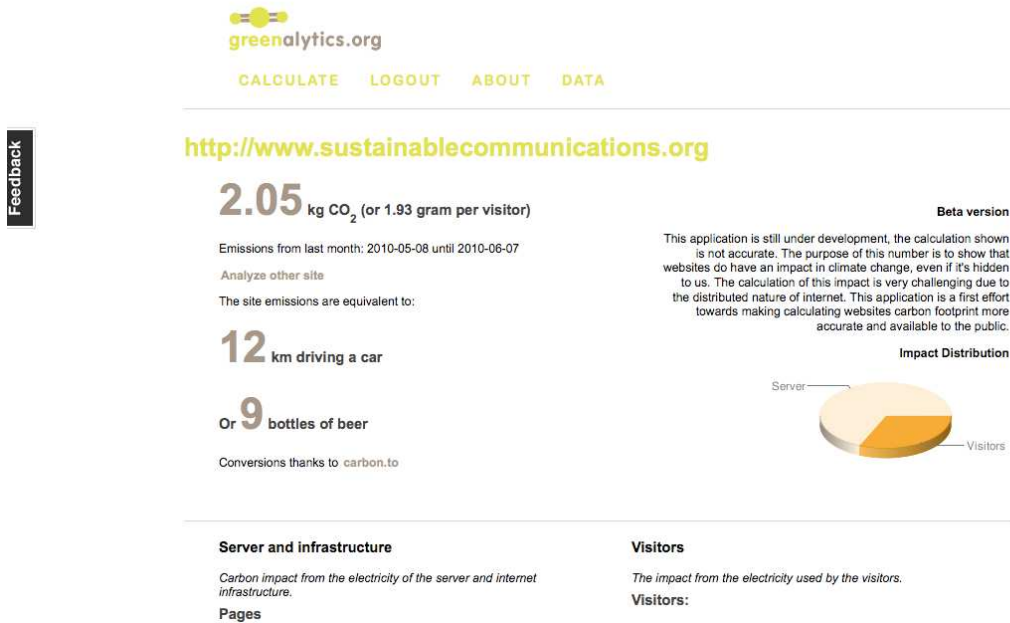 greenalytics.org
CALCULATE LOGOUT ABOUT DATA
Feedback
http://www.sustainablecommunications.org
2.05 kg CO2 (or 1.93 gram per visitor)
Emissions from last month: 2010-05-08 until 2010-06-07
Analyze other site
The site emissions are equivalent to:
12 km driving a car
Or 9 bottles of beer
Conversions thanks to carbon.to
Beta version
This application is still under development, the calculation shown
is not accurate. The purpose of this number is to show that
websites do have an impact in climate change, even if it's hidden
to us. The calculation of this impact is very challenging due to
the distributed nature of internet. This application is a first effort
towards making calculating websites carbon footprint more
accurate and available to the public.
Impact Distribution
Server
Visitors
Server and infrastructure
Carbon impact from the electricity of the server and internet
infrastructure.
Pages
Visitors
The impact from the electricity used by the visitors.
Visitors: